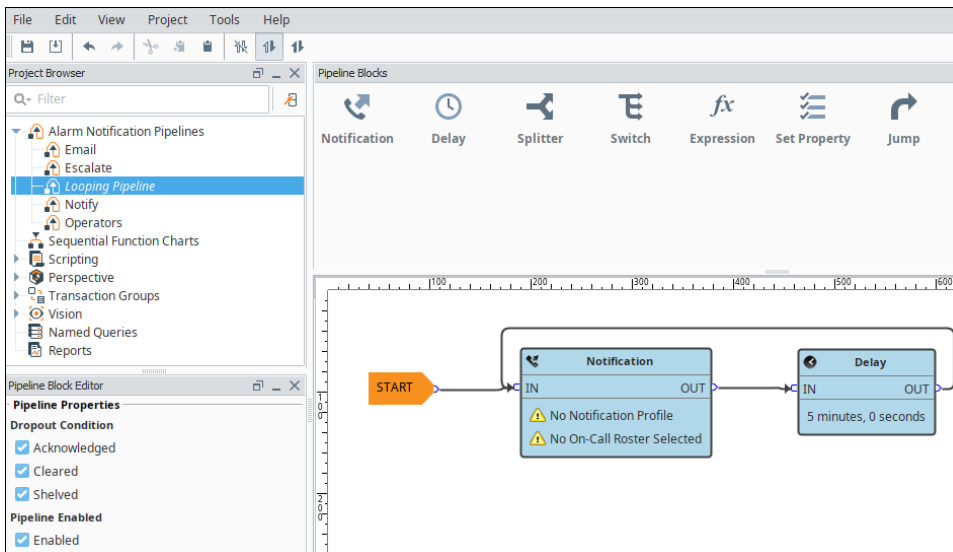 File Edit View Project Tools Help
Project Browser
Filter
Alarm Notification Pipelines
Email
Escalate
Looping Pipeline
Notify
Operators
Sequential Function Charts
Scripting
Perspective
Transaction Groups
Vision
Named Queries
Reports
Pipeline Block Editor
Pipeline Properties
Dropout Condition
Acknowledged
Cleared
Shelved
Pipeline Enabled
Enabled
Pipeline Blocks
Notification Delay Splitter Switch Expression Set Property Jump
fx
100 200 300 400 500 600
100
200
START
Notification
IN OUT
No Notification Profile
No On-Call Roster Selected
Delay
IN OUT
5 minutes, 0 seconds